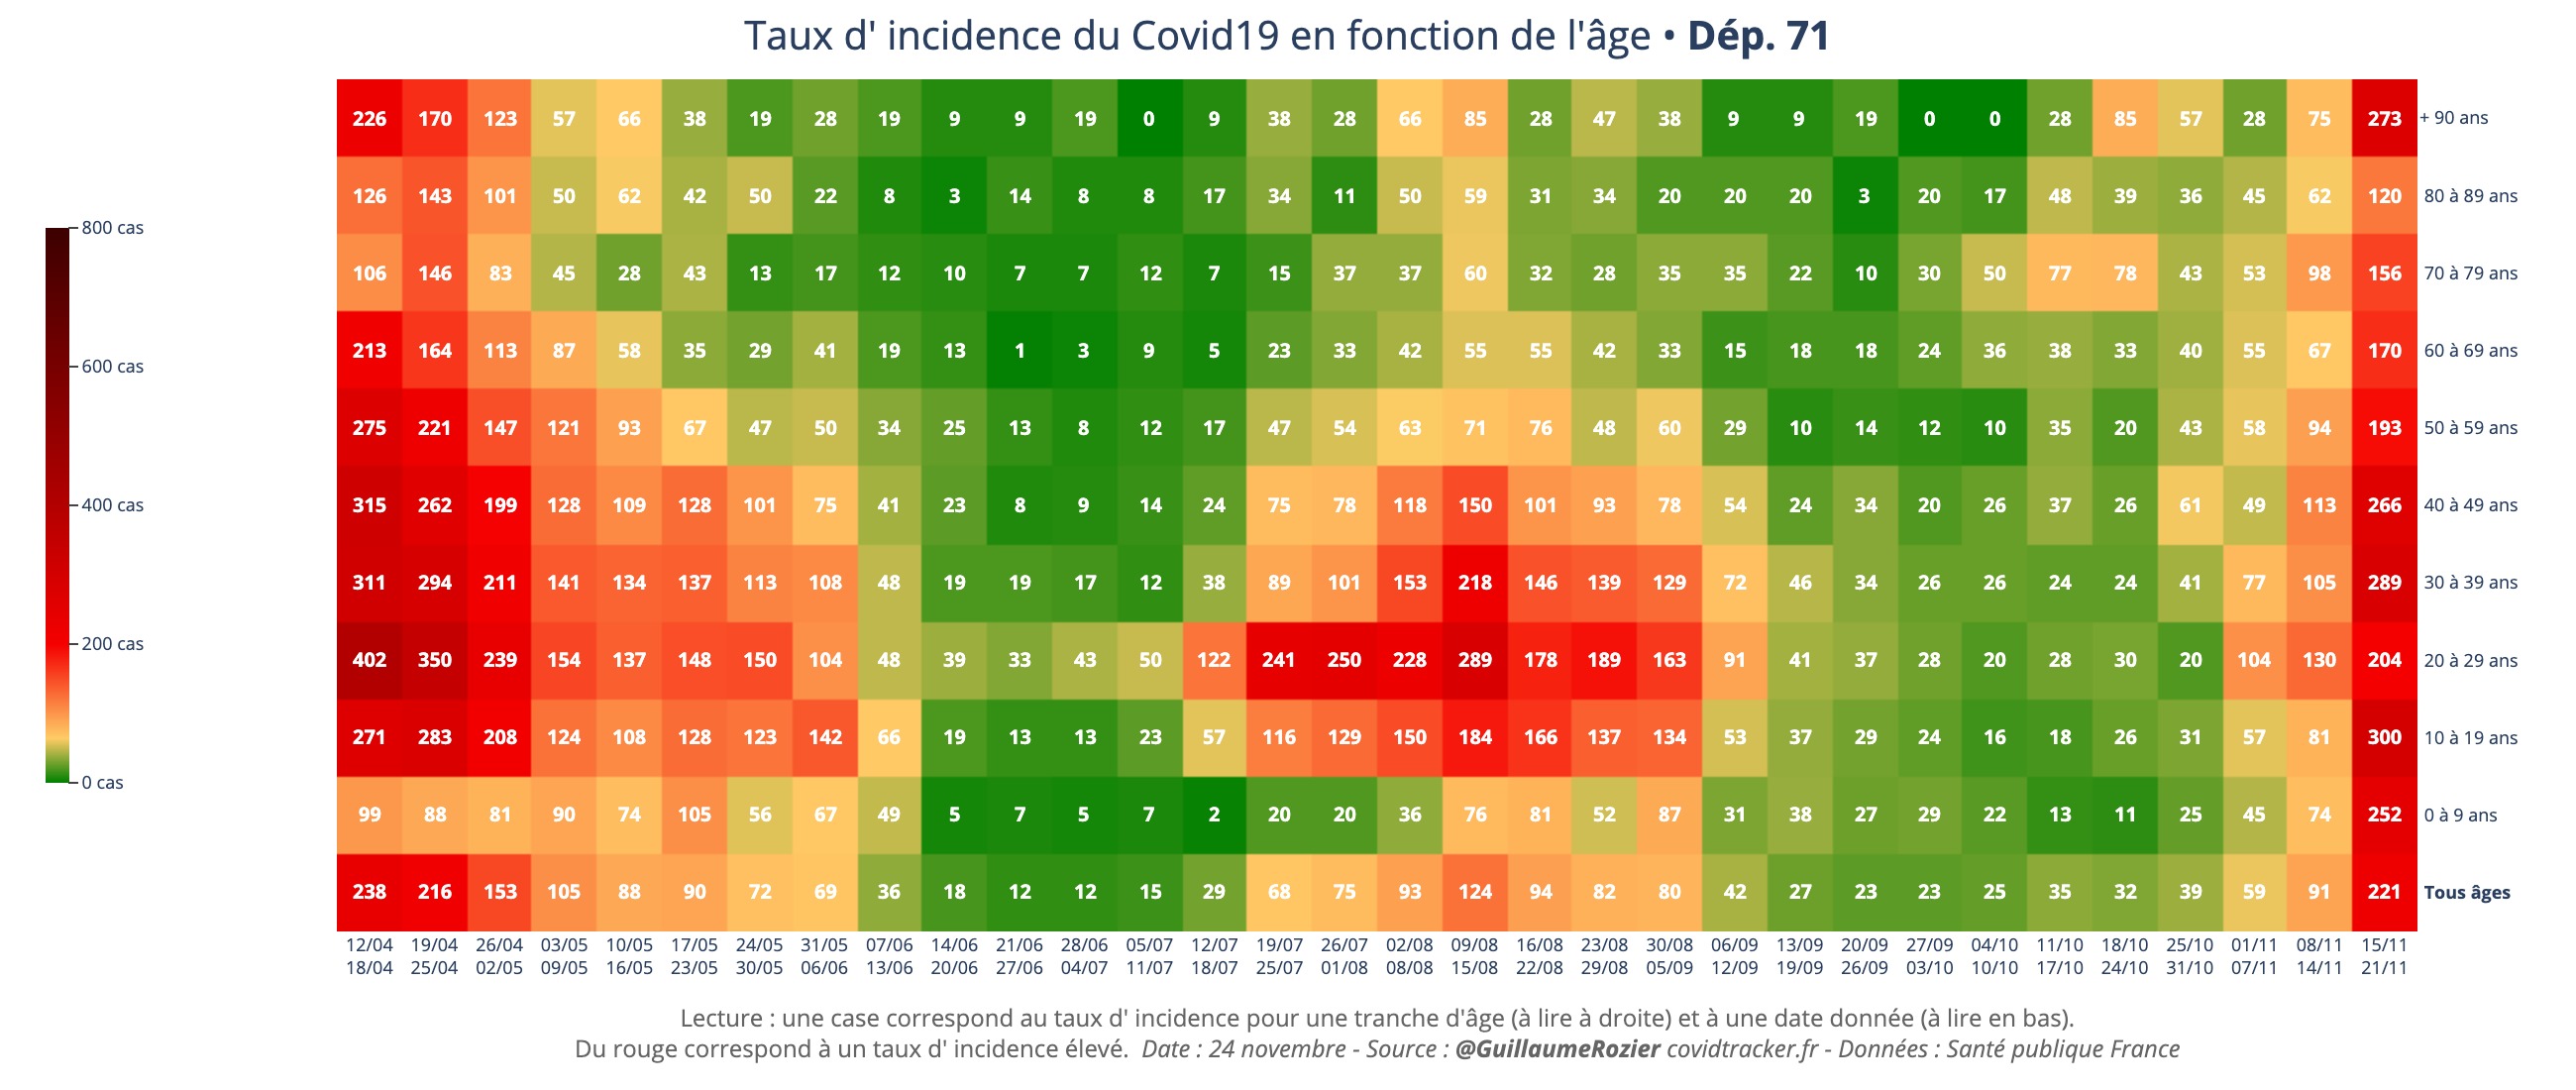 Taux d' incidence du Covid19 en fonction de l'âge • Dép. 71
226 170 123 57 66 38 19 28 19 9 9 19 0 9 38 28 66 85 28 47 38 9 9 19 0 0 28 85 57 28 75 273 + 90 ans
126 143 101 50 62 42 50 22 8 3 14 8 8 17 34 11 50 59 31 34 20 20 20 3 20 17 48 39 36 45 62 120 80 à 89 ans
106 146 83 45 28 43 13 17 12 10 7 7 12 7 15 37 37 60 32 28 35 35 22 10 30 50 77 78 43 53 98 156 70 à 79 ans
213 164 113 87 58 35 29 41 19 13 1 3 9 5 23 33 42 55 55 42 33 15 18 18 24 36 38 33 40 55 67 170 60 à 69 ans
275 221 147 121 93 67 47 50 34 25 13 8 12 17 47 54 63 71 76 48 60 29 10 14 12 10 35 20 43 58 94 193 50 à 59 ans
315 262 199 128 109 128 101 75 41 23 8 9 14 24 75 78 118 150 101 93 78 54 24 34 20 26 37 26 61 49 113 266 40 à 49 ans
311 294 211 141 134 137 113 108 48 19 19 17 12 38 89 101 153 218 146 139 129 72 46 34 26 26 24 24 41 77 105 289 30 à 39 ans
402 350 239 154 137 148 150 104 48 39 33 43 50 122 241 250 228 289 178 189 163 91 41 37 28 20 28 30 20 104 130 204 20 à 29 ans
271 283 208 124 108 128 123 142 66 19 13 13 23 57 116 129 150 184 166 137 134 53 37 29 24 16 18 26 31 57 81 300 10 à 19 ans
99 88 81 90 74 105 56 67 49 5 7 5 7 2 20 20 36 76 81 52 87 31 38 27 29 22 13 11 25 45 74 252 0 à 9 ans
238 216 153 105 88 90 72 69 36 18 12 12 15 29 68 75 93 124 94 82 80 42 27 23 23 25 35 32 39 59 91 221 Tous âges
12/04 19/04 26/04 03/05 10/05 17/05 24/05 31/05 07/06 14/06 21/06 28/06 05/07 12/07 19/07 26/07 02/08 09/08 16/08 23/08 30/08 06/09 13/09 20/09 27/09 04/10 11/10 18/10 25/10 01/11 08/11 15/11
18/04 25/04 02/05 09/05 16/05 23/05 30/05 06/06 13/06 20/06 27/06 04/07 11/07 18/07 25/07 01/08 08/08 15/08 22/08 29/08 05/09 12/09 19/09 26/09 03/10 10/10 17/10 24/10 31/10 07/11 14/11 21/11
800 cas
600 cas
400 cas
200 cas
0 cas
Lecture : une case correspond au taux d' incidence pour une tranche d'âge (à lire à droite) et à une date donnée (à lire en bas).
Du rouge correspond à un taux d' incidence élevé. Date : 24 novembre - Source : @GuillaumeRozier covidtracker.fr - Données : Santé publique France